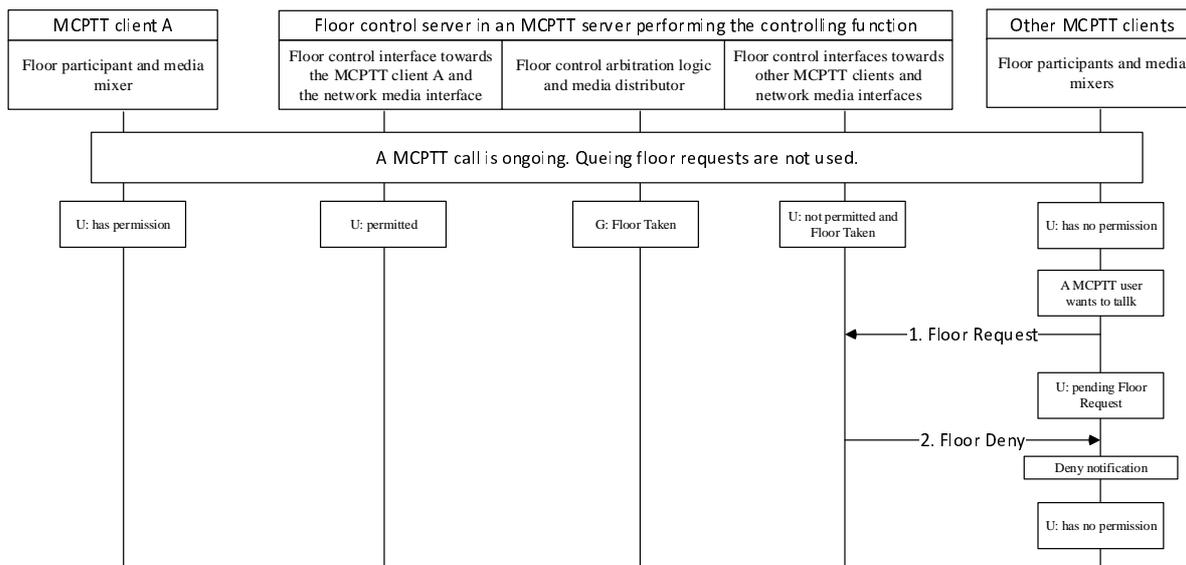 MCPTT client A
Floor participant and media
mixer
Floor control server in an MCPTT server performing the controlling function
Floor control interface towards
the MCPTT client A and
the network media interface
Floor control arbitration logic
and media distributor
Floor control interfaces towards
other MCPTT clients and
network media interfaces
Other MCPTT clients
Floor participants and media
mixers
A MCPTT call is ongoing. Queing floor requests are not used.
U: has permission
U: permitted
G: Floor Taken
U: not permitted and
Floor Taken
U: has no permission
A MCPTT user
wants to tallk
1. Floor Request
U: pending Floor
Request
2. Floor Deny
Deny notification
U: has no permission